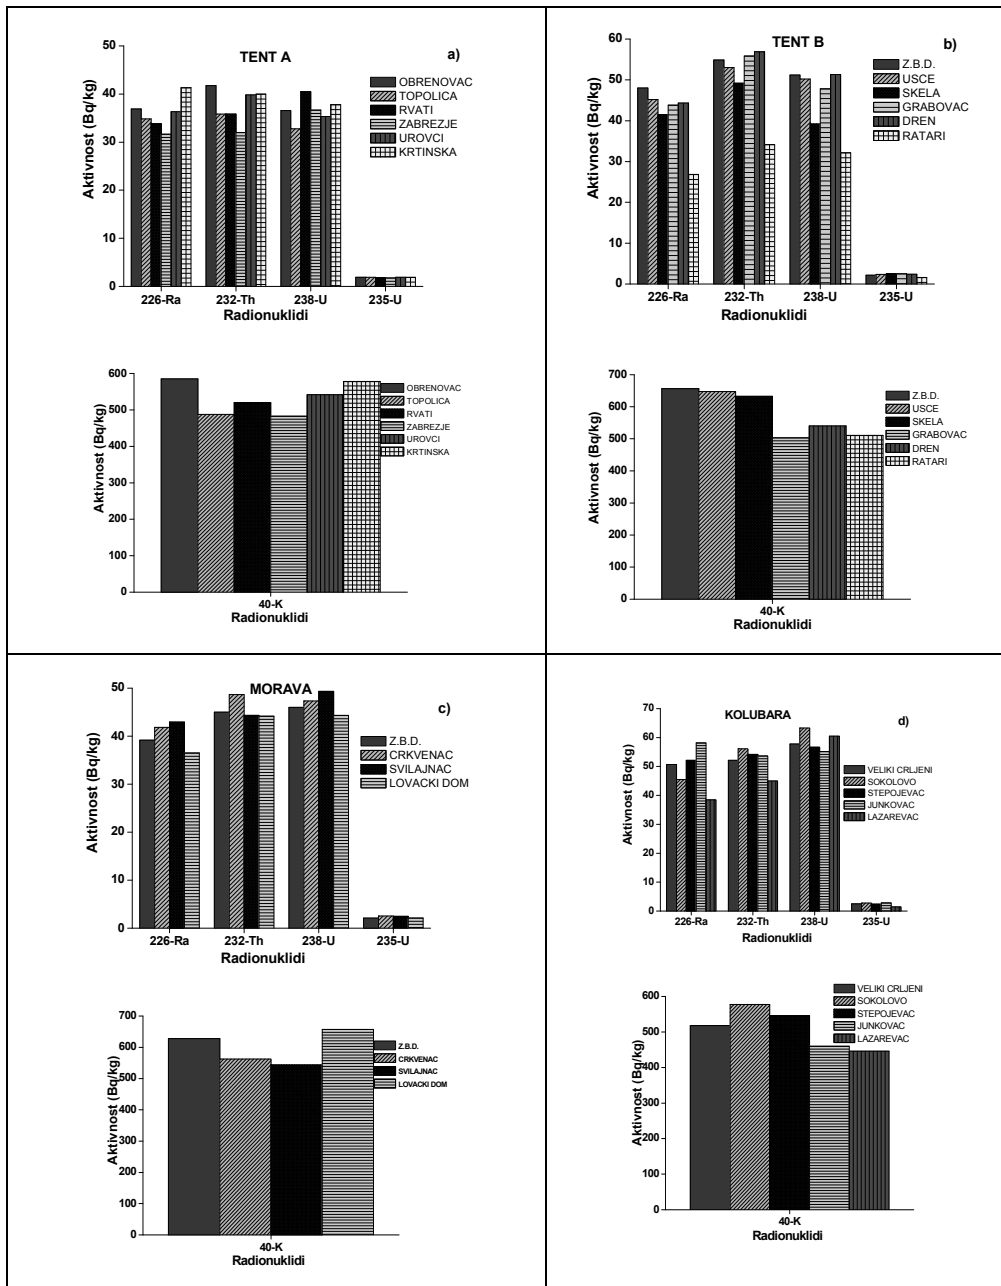 TENT A
a)
Aktivnost (Bq/kg)
50
40
30
20
10
0
OBRENOVAC
TOPOLICA
RVATI
ZABREZJE
UROVCI
KRTINSKA
226-Ra 232-Th 238-U 235-U
Radionuklidi
Aktivnost (Bq/kg)
600
500
400
300
200
100
0
OBRENOVAC
TOPOLICA
RVATI
ZABREZJE
UROVCI
KRTINSKA
40-K
Radionuklidi
TENT B
b)
Aktivnost (Bq/kg)
60
50
40
30
20
10
0
Z.B.D.
USCE
SKELA
GRABOVAC
DREN
RATARI
226-Ra 232-Th 238-U 235-U
Radionuklidi
Aktivnost (Bq/kg)
700
600
500
400
300
200
100
0
Z.B.D.
USCE
SKELA
GRABOVAC
DREN
RATARI
40-K
Radionuklidi
MORAVA
c)
Aktivnost (Bq/kg)
50
40
30
20
10
0
Z.B.D.
CRKVENAC
SVILAJNAC
LOVACKI DOM
226-Ra 232-Th 238-U 235-U
Radionuklidi
Aktivnost (Bq/kg)
700
600
500
400
300
200
100
0
Z.B.D.
CRKVENAC
SVILAJNAC
LOVACKI DOM
40-K
Radionuklidi
KOLUBARA
d)
Aktivnost (Bq/kg)
70
60
50
40
30
20
10
0
VELIKI CRLJENI
SOKOLOVO
STEPOJEVAC
JUNKOVAC
LAZAREVAC
226-Ra 232-Th 238-U 235-U
Radionuklidi
Aktivnost (Bq/kg)
600
500
400
300
200
100
0
VELIKI CRLJENI
SOKOLOVO
STEPOJEVAC
JUNKOVAC
LAZAREVAC
40-K
Radionuklidi